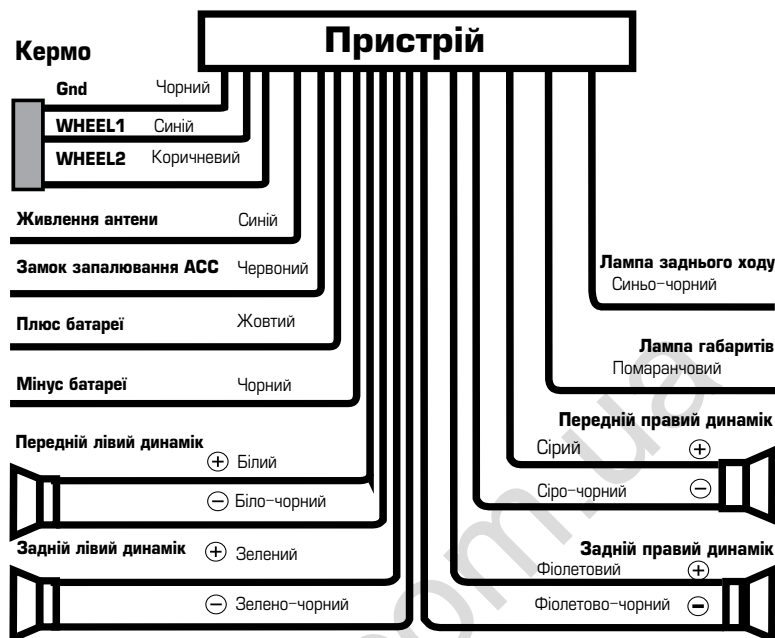 Пристрій
Кермо
Gnd Чорний
WHEEL1 Синій
WHEEL2 Коричневий
Живлення антени Синій
Замок запалювання ACC Червоний
Плюс батареї Жовтий
Мінус батареї Чорний
Передній лівий динамік
+ Білий
− Біло-чорний
Задній лівий динамік + Зелений
− Зелено-чорний
Лампа заднього ходу
Синьо-чорний
Лампа габаритів
Помаранчовий
Передній правий динамік
Сірий +
Сіро-чорний −
Задній правий динамік
Фіолетовий +
Фіолетово-чорний −
com.ua